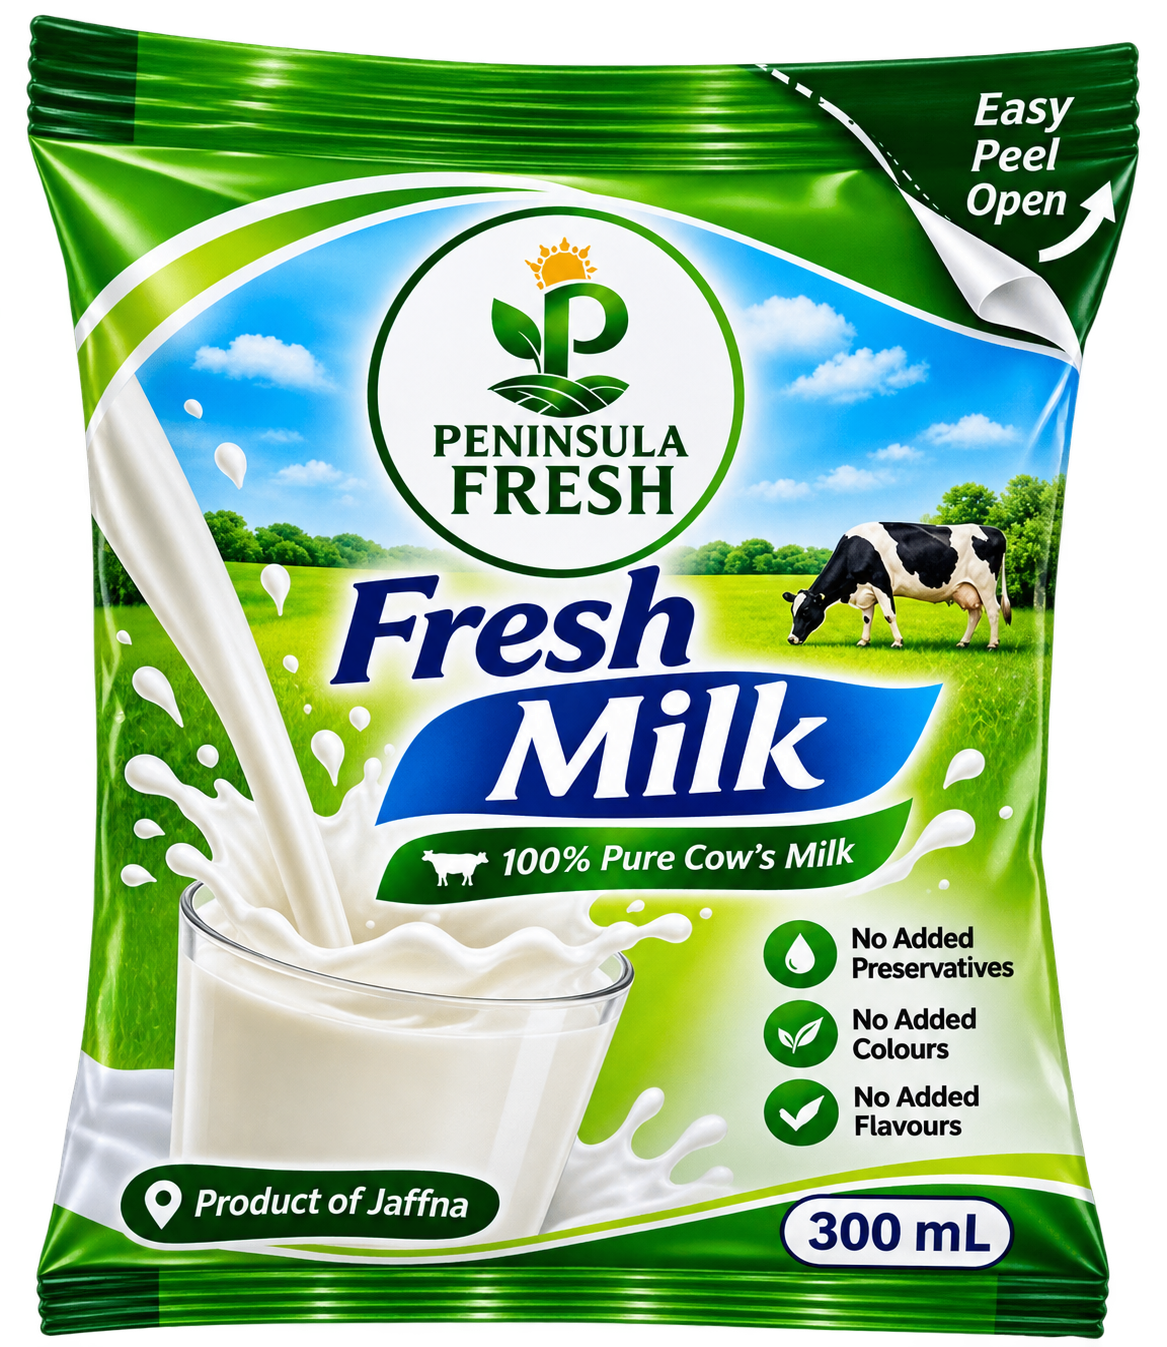 Easy
Peel
Open
P
PENINSULA
FRESH
Fresh
Milk
100% Pure Cow's Milk
No Added
Preservatives
No Added
Colours
No Added
Flavours
Product of Jaffna
300 mL